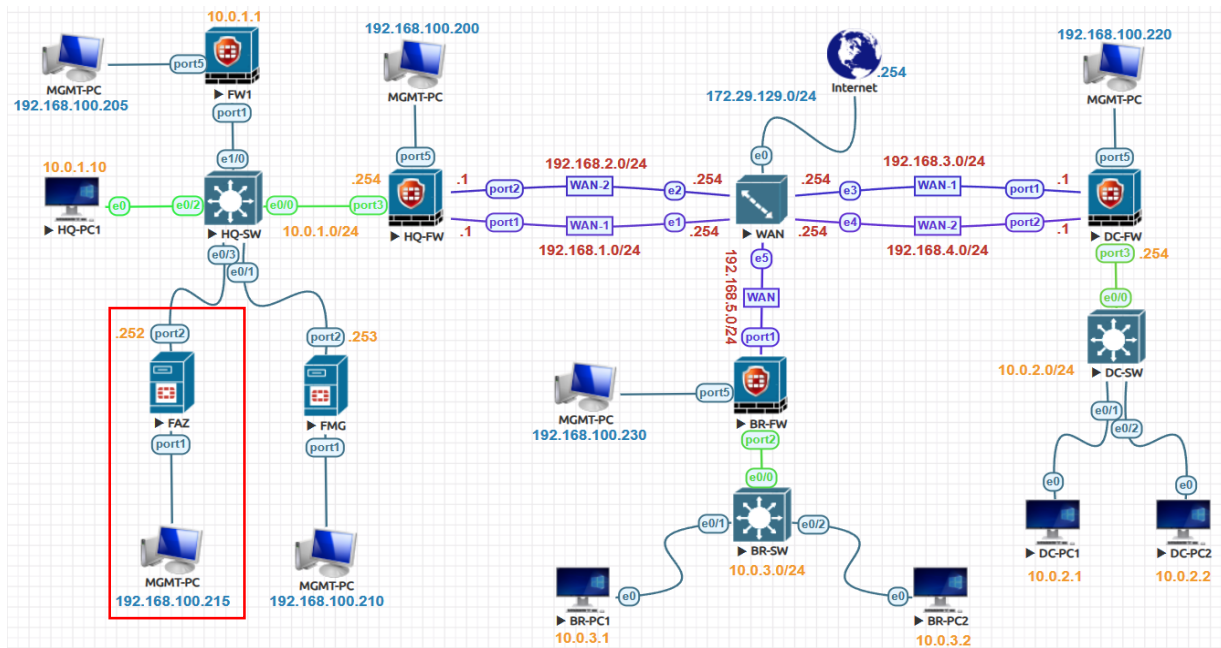 10.0.1.1
port5
MGMT-PC
192.168.100.205
FW1
port1
192.168.100.200
MGMT-PC
port5
Internet
.254
172.29.129.0/24
e0
192.168.100.220
MGMT-PC
port5
10.0.1.10
e0
HQ-PC1
e1/0
e0/2
e0/0
HQ-SW
10.0.1.0/24
e0/3
e0/1
.254
port3
HQ-FW
.1
port2
192.168.2.0/24
WAN-2
e2
.254
.1
port1
WAN-1
192.168.1.0/24
e1
.254
WAN
.254
e3
192.168.3.0/24
WAN-1
port1
.1
.254
e4
WAN-2
192.168.4.0/24
port2
.1
DC-FW
port3
.254
e5
192.168.5.0/24
WAN
port1
.252
port2
FAZ
port1
MGMT-PC
192.168.100.215
port2
.253
FMG
port1
MGMT-PC
192.168.100.210
MGMT-PC
192.168.100.230
port5
BR-FW
port2
e0/0
e0/1
e0/2
BR-SW
10.0.3.0/24
e0
BR-PC1
10.0.3.1
e0
BR-PC2
10.0.3.2
e0/0
DC-SW
10.0.2.0/24
e0/1
e0/2
e0
DC-PC1
10.0.2.1
e0
DC-PC2
10.0.2.2